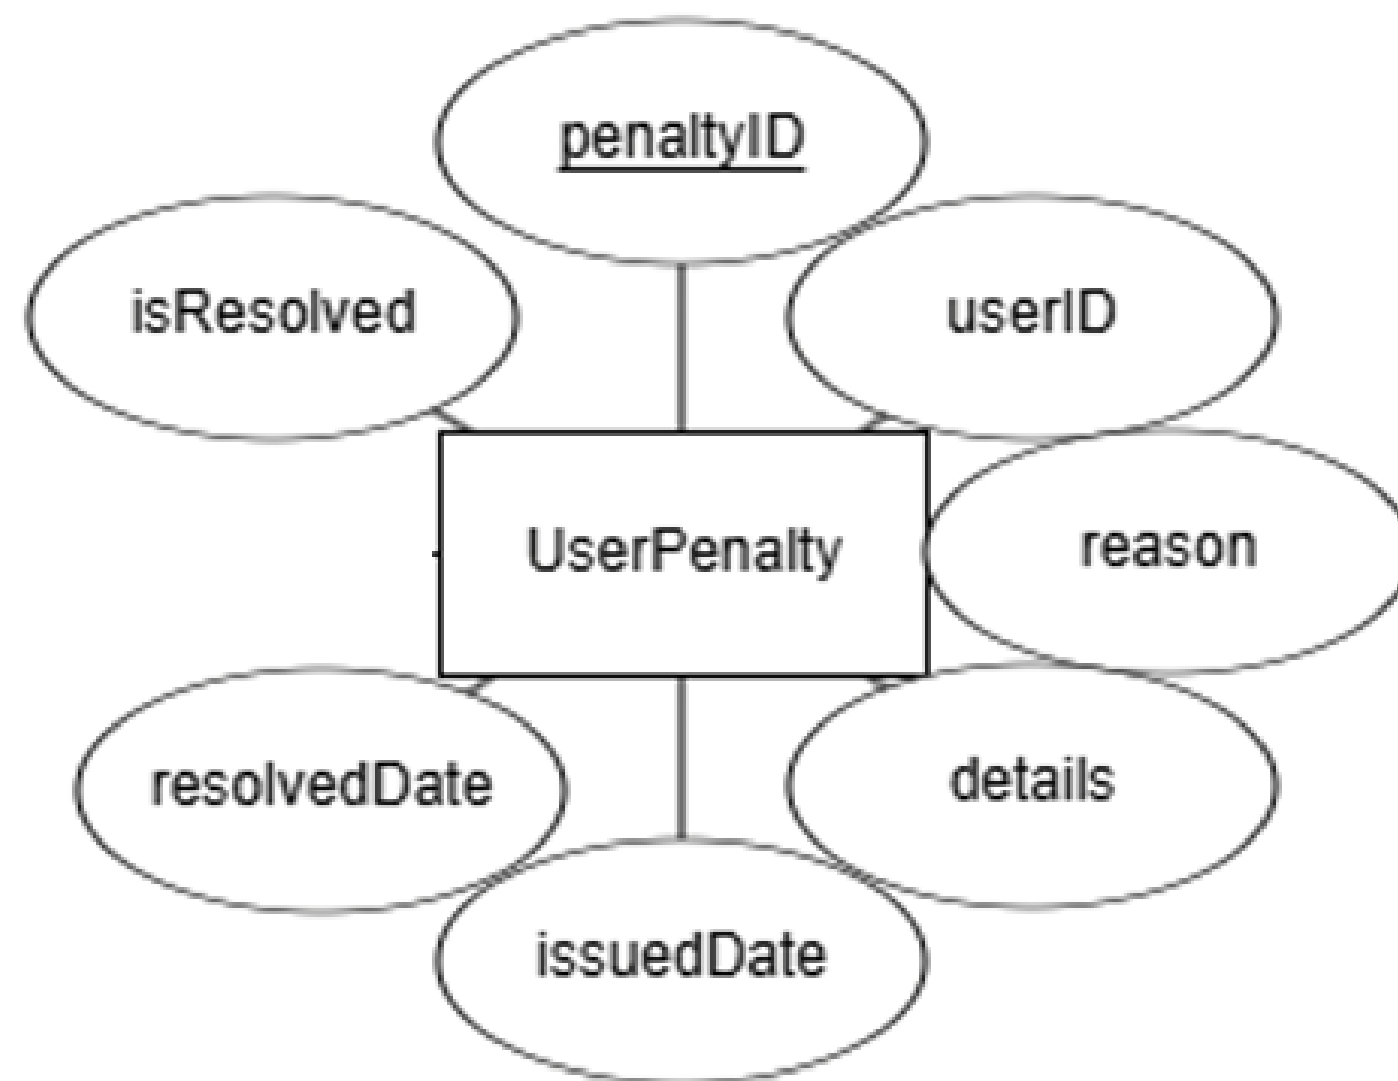 penaltyID
isResolved
userID
UserPenalty
reason
resolvedDate
details
issuedDate